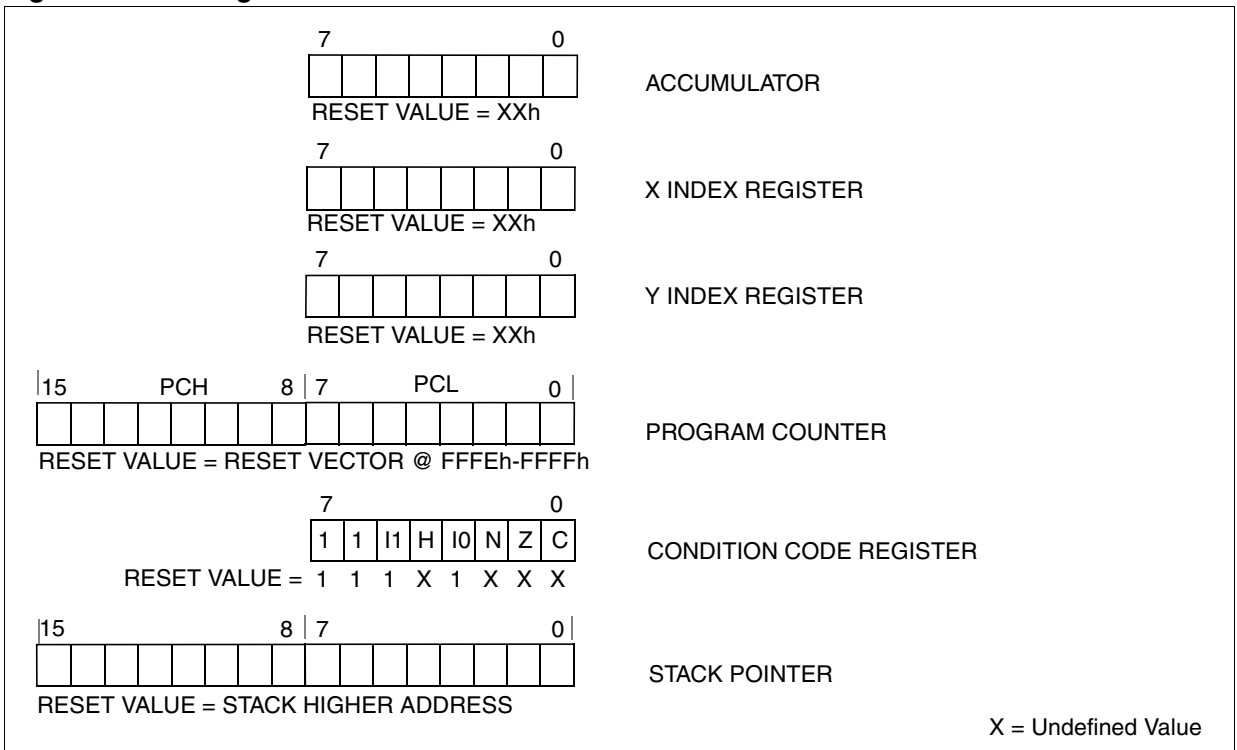 7 0
ACCUMULATOR
RESET VALUE = XXh
7 0
X INDEX REGISTER
RESET VALUE = XXh
7 0
Y INDEX REGISTER
RESET VALUE = XXh
15 PCH 8 7 PCL 0
PROGRAM COUNTER
RESET VALUE = RESET VECTOR @ FFFEh-FFFFh
7 0
1 1 I1 H I0 N Z C
CONDITION CODE REGISTER
RESET VALUE = 1 1 1 X 1 X X X
15 8 7 0
STACK POINTER
RESET VALUE = STACK HIGHER ADDRESS
X = Undefined Value